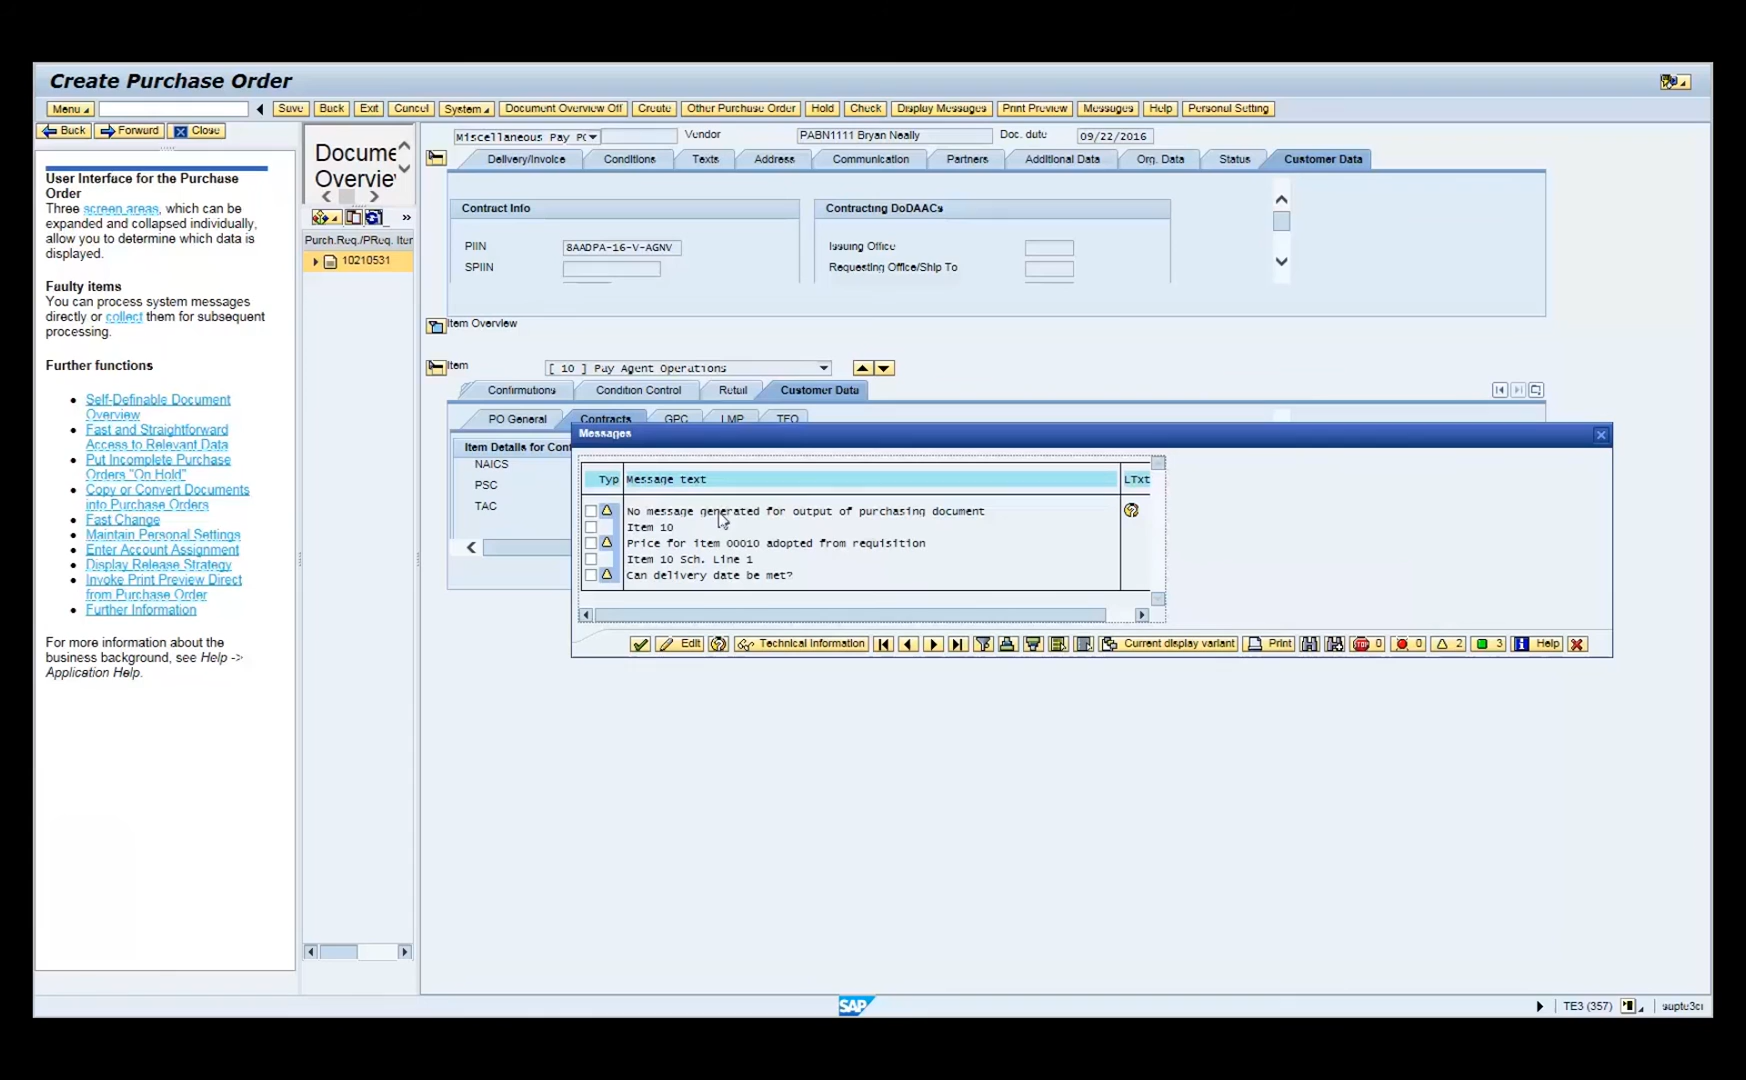 Create Purchase Order
Menu Save Back Exit Cancel System Document Overview Off Create Other Purchase Order Hold Check Display Messages Print Preview Messages Help Personal Setting
Back Forward Close
User Interface for the Purchase
Order
Three screen areas, which can be
expanded and collapsed individually,
allow you to determine which data is
displayed.
Faulty items
You can process system messages
directly or collect them for subsequent
processing.
Further functions
Self-Definable Document
Overview
Fast and Straightforward
Access to Relevant Data
Put Incomplete Purchase
Orders "On Hold"
Copy or Convert Documents
into Purchase Orders
Fast Change
Maintain Personal Settings
Enter Account Assignment
Display Release Strategy
Invoke Print Preview Direct
from Purchase Order
Further Information
For more information about the
business background, see Help ->
Application Help.
Docume
Overvie
Purch.Req./PReq. Iter
10210531
Miscellaneous Pay PO Vendor PABN1111 Bryan Neally Doc. date 09/22/2016
Delivery/Invoice Conditions Texts Address Communication Partners Additional Data Org. Data Status Customer Data
Contract Info Contracting DoDAACs
PIIN 8AADPA-16-V-AGNV Issuing Office
SPIIN Requesting Office/Ship To
Item Overview
Item [ 10 ] Pay Agent Operations
Confirmations Condition Control Retail Customer Data
PO General Contracts GPC LMP
Item Details for Con
NAICS
PSC
TAC
Messages
Typ Message text LTxt
No message generated for output of purchasing document
Item 10
Price for item 00010 adopted from requisition
Item 10 Sch. Line 1
Can delivery date be met?
Edit Technical Information Current display variant Print STOP 0 0 2 3 Help
SAP
TE3 (357)